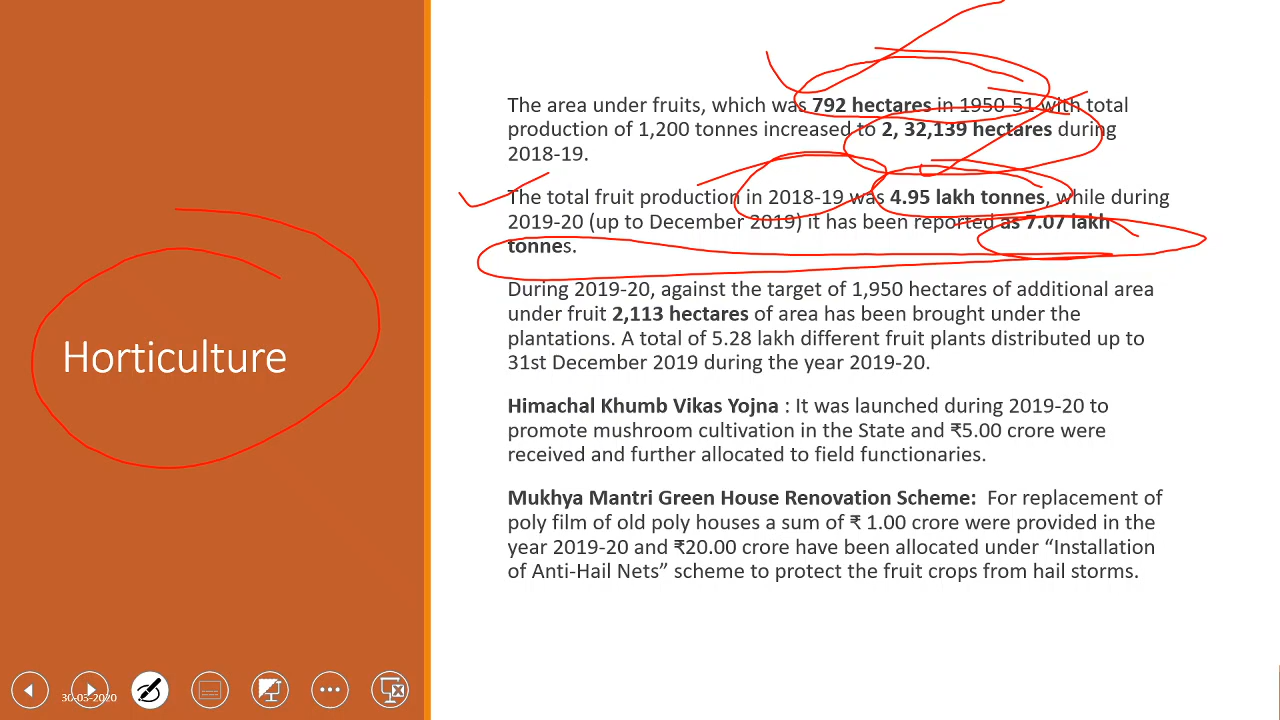 Horticulture
The area under fruits, which was 792 hectares in 1950-51 with total
production of 1,200 tonnes increased to 2, 32,139 hectares during
2018-19.
The total fruit production in 2018-19 was 4.95 lakh tonnes, while during
2019-20 (up to December 2019) it has been reported as 7.07 lakh
tonnes.
During 2019-20, against the target of 1,950 hectares of additional area
under fruit 2,113 hectares of area has been brought under the
plantations. A total of 5.28 lakh different fruit plants distributed up to
31st December 2019 during the year 2019-20.
Himachal Khumb Vikas Yojna : It was launched during 2019-20 to
promote mushroom cultivation in the State and ₹5.00 crore were
received and further allocated to field functionaries.
Mukhya Mantri Green House Renovation Scheme: For replacement of
poly film of old poly houses a sum of ₹ 1.00 crore were provided in the
year 2019-20 and ₹20.00 crore have been allocated under “Installation
of Anti-Hail Nets” scheme to protect the fruit crops from hail storms.
30-03-2020